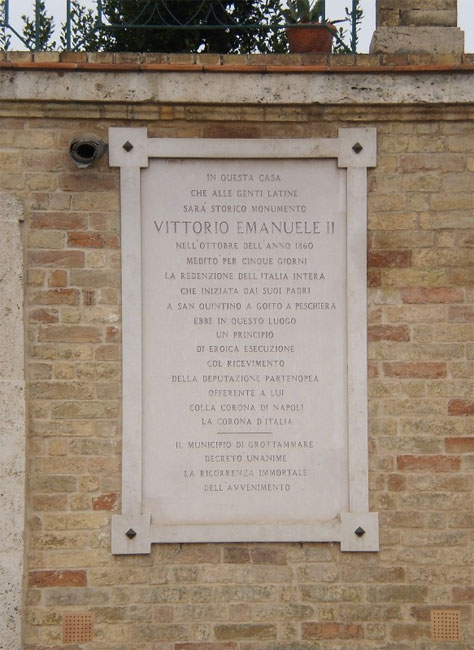 IN QUESTA CASA
CHE ALLE GENTI LATINE
SARÀ STORICO MONUMENTO
VITTORIO EMANUELE II
NELL'OTTOBRE DELL'ANNO 1860
MEDITÒ PER CINQUE GIORNI
LA REDENZIONE DELL'ITALIA INTERA
CHE INIZIATA DAI SUOI PADRI
A SAN QUINTINO A GOITO A PESCHIERA
EBBE IN QUESTO LUOGO
UN PRINCIPIO
DI EROICA ESECUZIONE
COL RICEVIMENTO
DELLA DEPUTAZIONE PARTENOPEA
OFFERENTE A LUI
COLLA CORONA DI NAPOLI
LA CORONA D'ITALIA
IL MUNICIPIO DI GROTTAMMARE
DECRETÒ UNANIME
LA RICORRENZA IMMORTALE
DELL'AVVENIMENTO